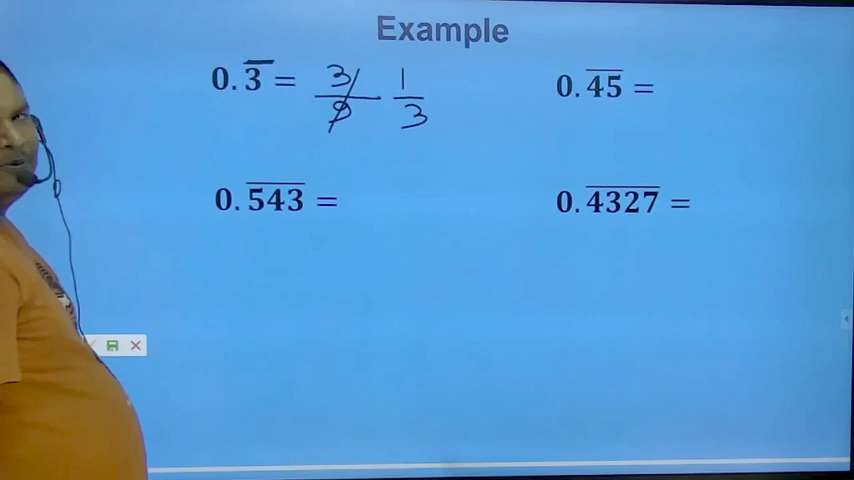 Example
0.3̅ = 3/9 1/3
0.4̅5̅ =
0.5̅4̅3̅ =
0.4̅3̅2̅7̅ =